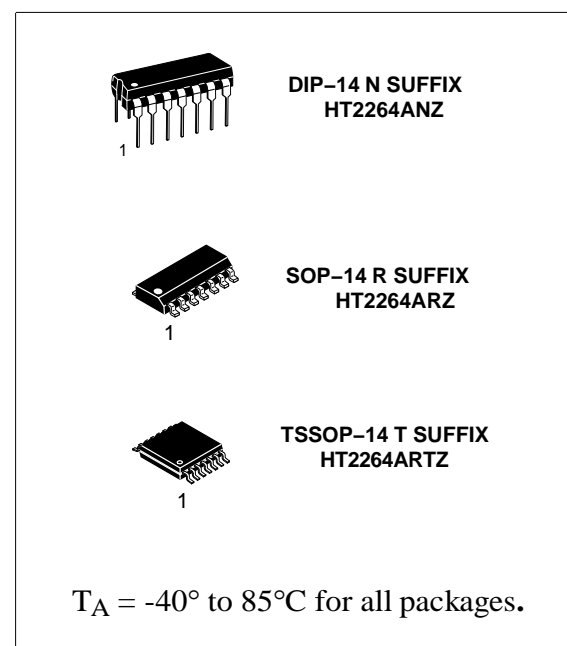 DIP–14 N SUFFIX
HT2264ANZ
1
SOP–14 R SUFFIX
HT2264ARZ
1
TSSOP–14 T SUFFIX
HT2264ARTZ
1
TA = -40° to 85°C for all packages.